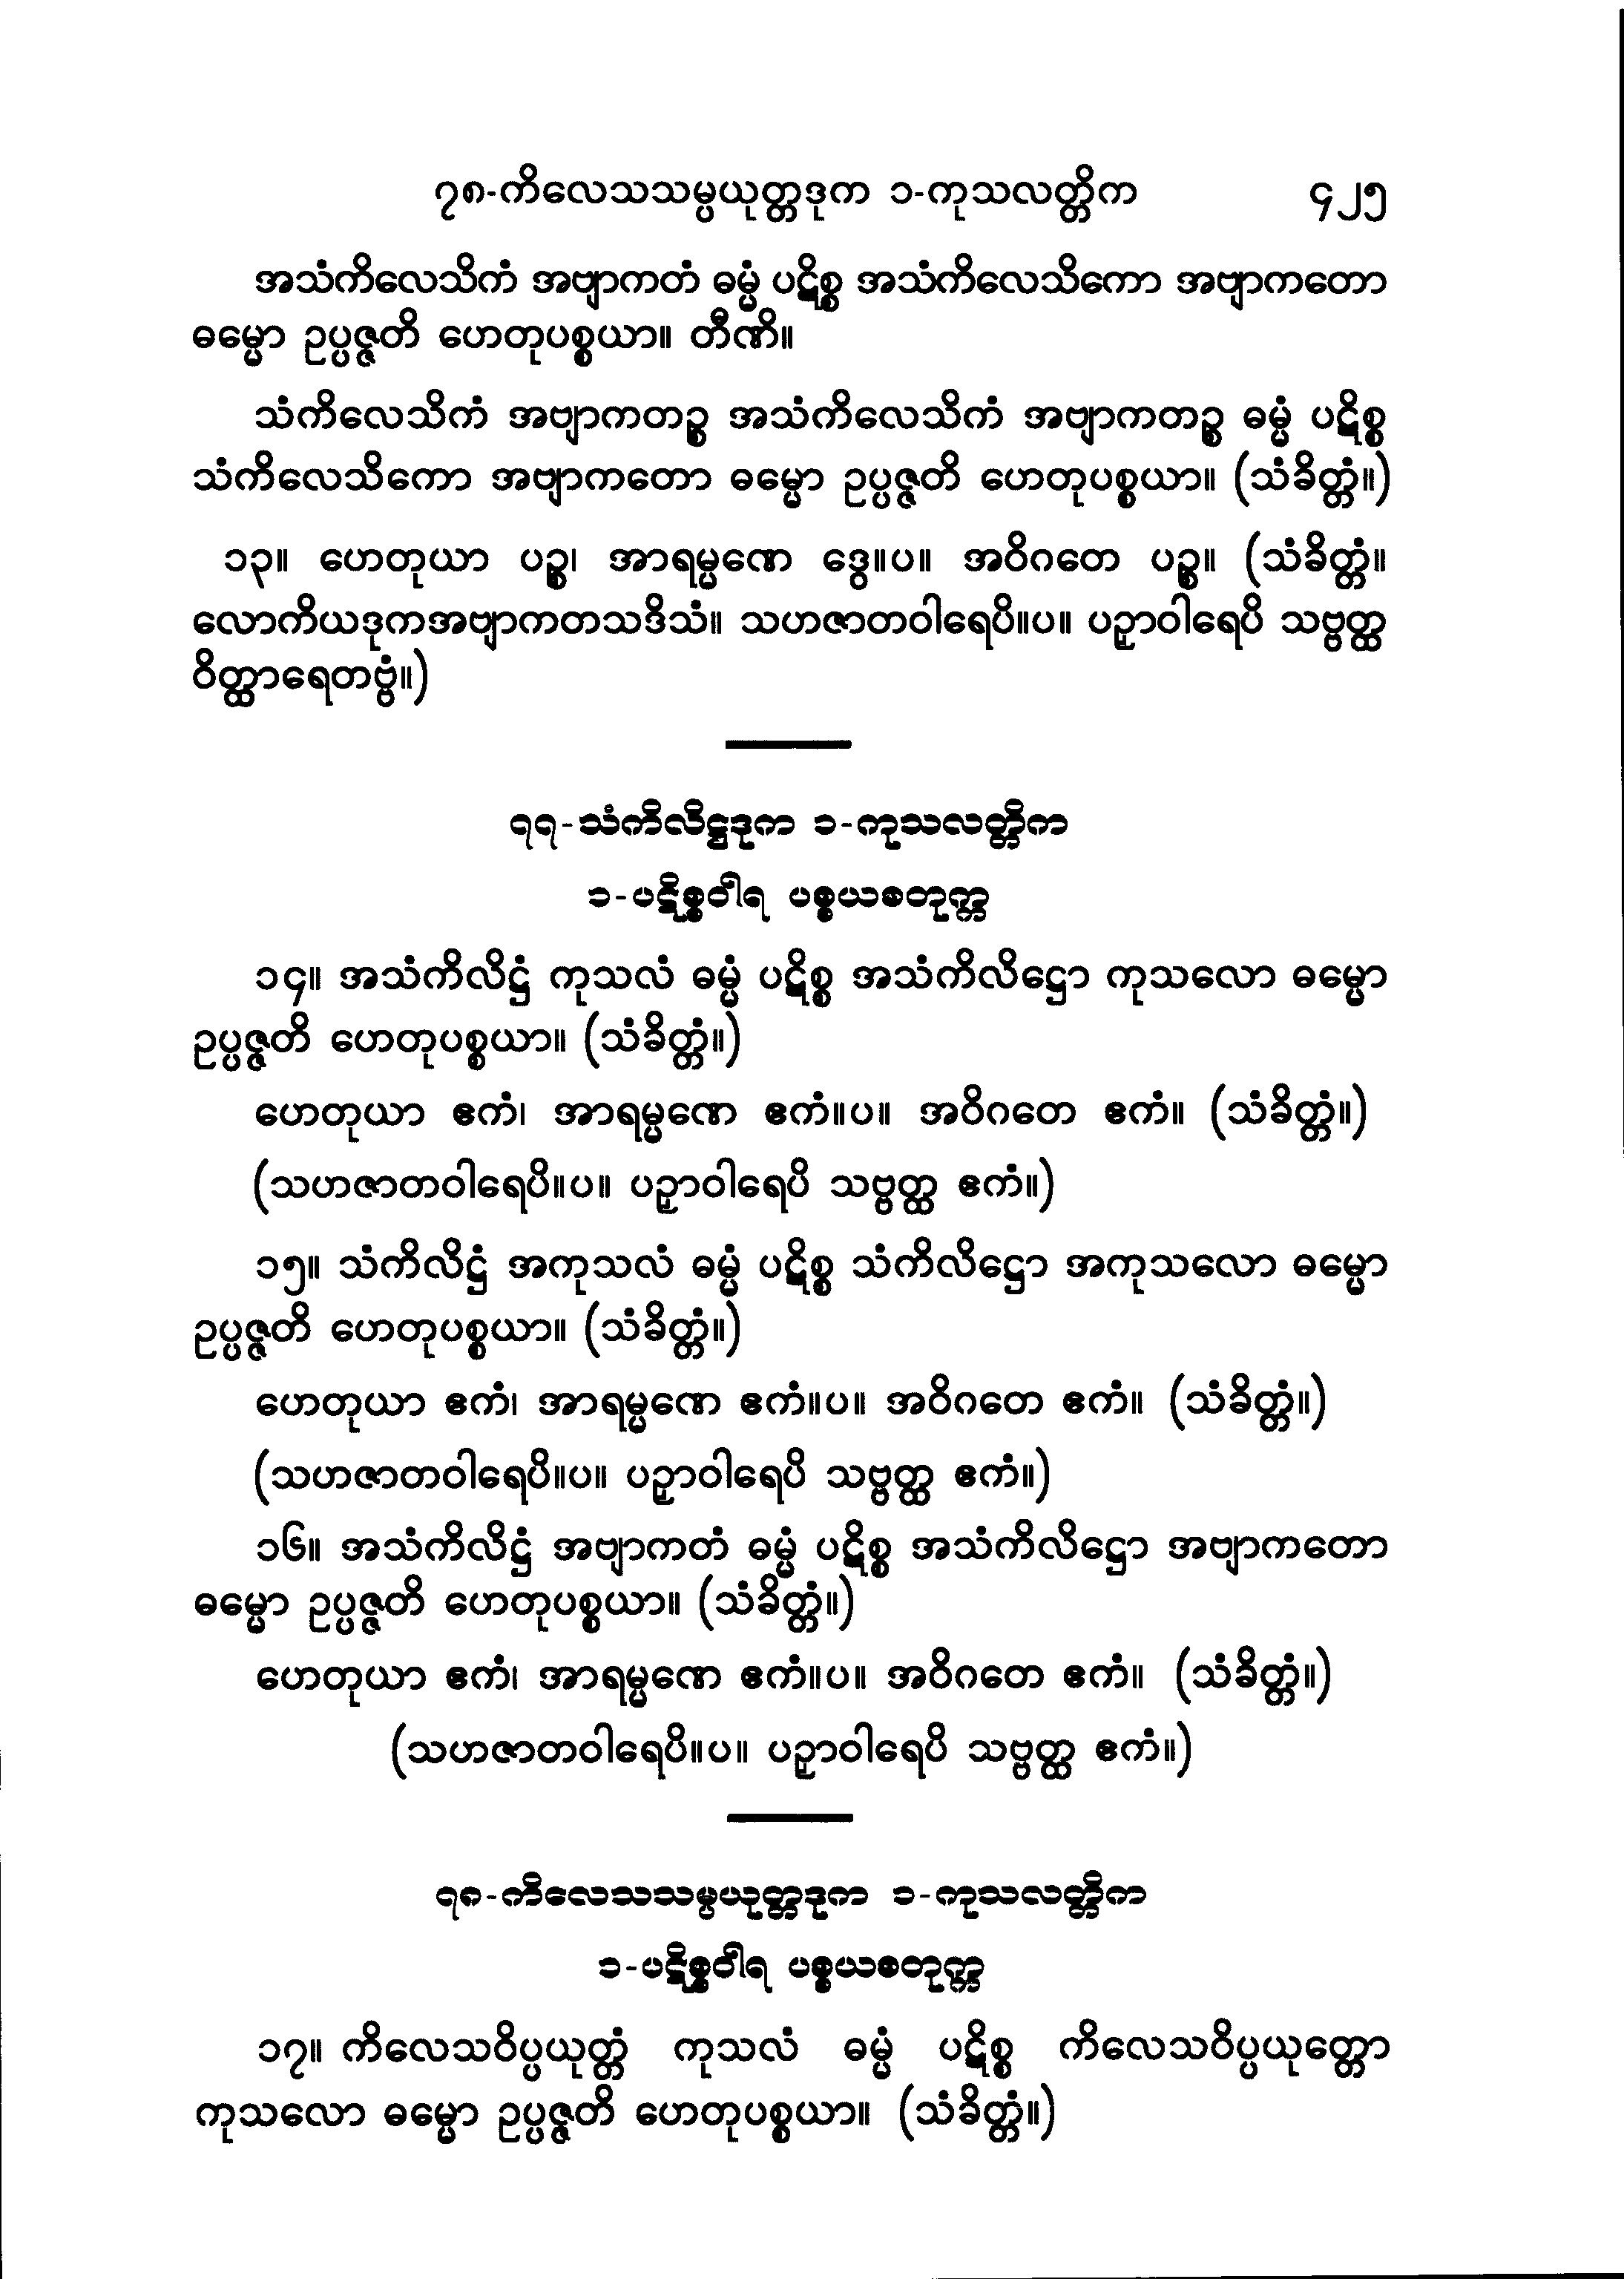 ၇၈-ကိလေသသမ္ပယုတ္တဒုက ၁-ကုသလတ္တိက ၄၂၅
အသံကိလေသိကံ အဗျာကတံ ဓမ္မံ ပဋိစ္စ အသံကိလေသိကော အဗျာကတော
ဓမ္မော ဥပ္ပဇ္ဇတိ ဟေတုပစ္စယာ။ တီဏိ။
သံကိလေသိကံ အဗျာကတဉ္စ အသံကိလေသိကံ အဗျာကတဉ္စ ဓမ္မံ ပဋိစ္စ
သံကိလေသိကော အဗျာကတော ဓမ္မော ဥပ္ပဇ္ဇတိ ဟေတုပစ္စယာ။ (သံခိတ္တံ။)
၁၃။ ဟေတုယာ ပဉ္စ၊ အာရမ္မဏေ ဒွေ။ပ။ အဝိဂတေ ပဉ္စ။ (သံခိတ္တံ။
လောကိယဒုကအဗျာကတသဒိသံ။ သဟဇာတဝါရေပိ။ပ။ ပဉှာဝါရေပိ သဗ္ဗတ္ထ
ဝိတ္ထာရေတဗ္ဗံ။)
၇၇-သံကိလိဋ္ဌဒုက ၁-ကုသလတ္တိက
၁-ပဋိစ္စဝါရ ပစ္စယစတုက္က
၁၄။ အသံကိလိဋ္ဌံ ကုသလံ ဓမ္မံ ပဋိစ္စ အသံကိလိဋ္ဌော ကုသလော ဓမ္မော
ဥပ္ပဇ္ဇတိ ဟေတုပစ္စယာ။ (သံခိတ္တံ။)
ဟေတုယာ ဧကံ၊ အာရမ္မဏေ ဧကံ။ပ။ အဝိဂတေ ဧကံ။ (သံခိတ္တံ။)
(သဟဇာတဝါရေပိ။ပ။ ပဉှာဝါရေပိ သဗ္ဗတ္ထ ဧကံ။)
၁၅။ သံကိလိဋ္ဌံ အကုသလံ ဓမ္မံ ပဋိစ္စ သံကိလိဋ္ဌော အကုသလော ဓမ္မော
ဥပ္ပဇ္ဇတိ ဟေတုပစ္စယာ။ (သံခိတ္တံ။)
ဟေတုယာ ဧကံ၊ အာရမ္မဏေ ဧကံ။ပ။ အဝိဂတေ ဧကံ။ (သံခိတ္တံ။)
(သဟဇာတဝါရေပိ။ပ။ ပဉှာဝါရေပိ သဗ္ဗတ္ထ ဧကံ။)
၁၆။ အသံကိလိဋ္ဌံ အဗျာကတံ ဓမ္မံ ပဋိစ္စ အသံကိလိဋ္ဌော အဗျာကတော
ဓမ္မော ဥပ္ပဇ္ဇတိ ဟေတုပစ္စယာ။ (သံခိတ္တံ။)
ဟေတုယာ ဧကံ၊ အာရမ္မဏေ ဧကံ။ပ။ အဝိဂတေ ဧကံ။ (သံခိတ္တံ။)
(သဟဇာတဝါရေပိ။ပ။ ပဉှာဝါရေပိ သဗ္ဗတ္ထ ဧကံ။)
၇၈-ကိလေသသမ္ပယုတ္တဒုက ၁-ကုသလတ္တိက
၁-ပဋိစ္စဝါရ ပစ္စယစတုက္က
၁၇။ ကိလေသဝိပ္ပယုတ္တံ ကုသလံ ဓမ္မံ ပဋိစ္စ ကိလေသဝိပ္ပယုတ္တော
ကုသလော ဓမ္မော ဥပ္ပဇ္ဇတိ ဟေတုပစ္စယာ။ (သံခိတ္တံ။)